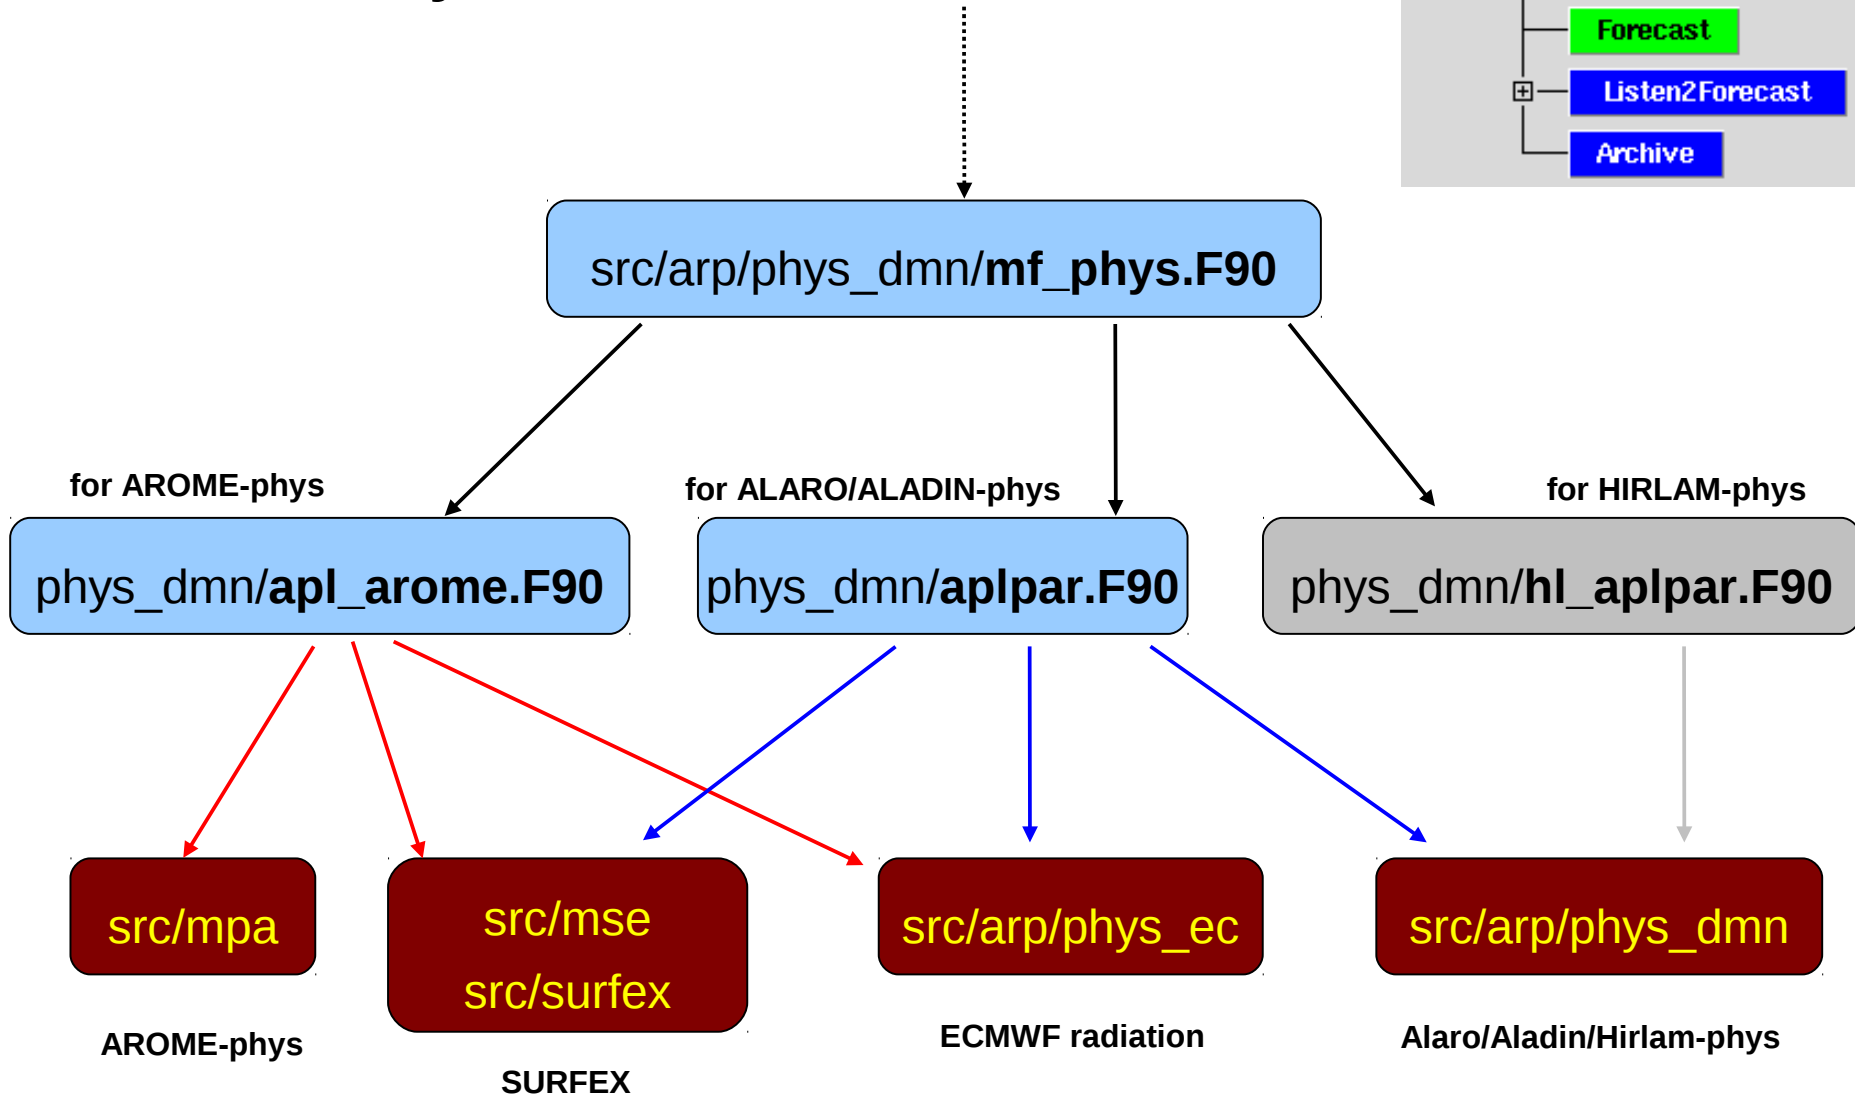 Forecast
Listen2Forecast
Archive
src/arp/phys_dmn/mf_phys.F90
for AROME-phys
for ALARO/ALADIN-phys
for HIRLAM-phys
phys_dmn/apl_arome.F90
phys_dmn/aplpar.F90
phys_dmn/hl_aplpar.F90
src/mpa
src/mse
src/surfex
src/arp/phys_ec
src/arp/phys_dmn
AROME-phys
SURFEX
ECMWF radiation
Alaro/Aladin/Hirlam-phys